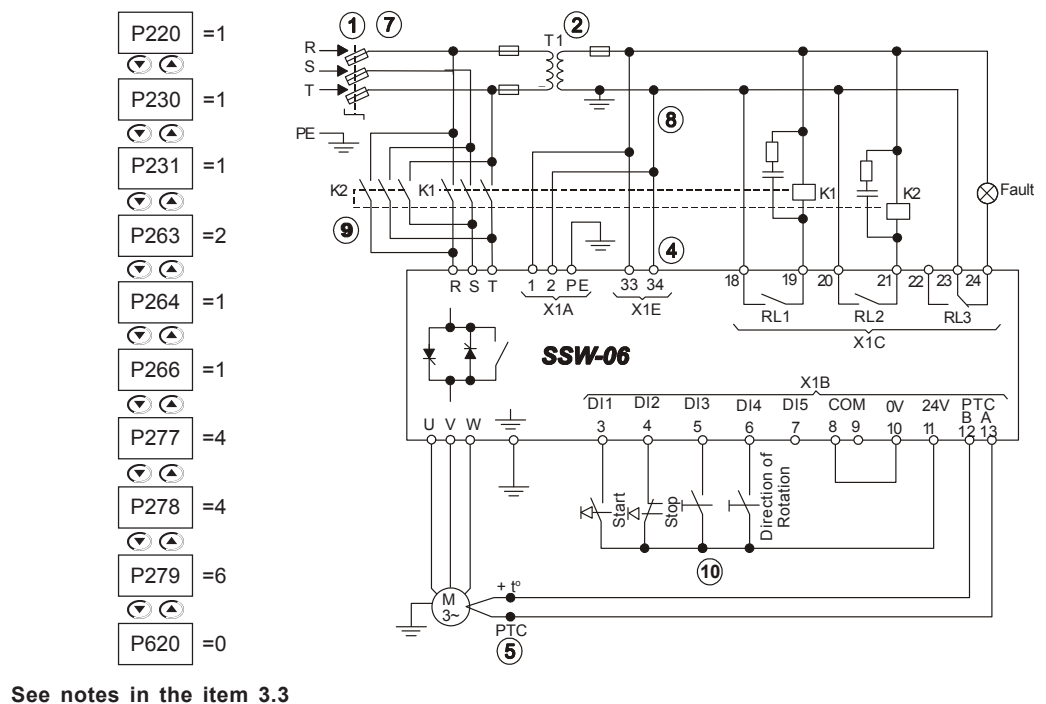 P220 =1
P230 =1
P231 =1
P263 =2
P264 =1
P266 =1
P277 =4
P278 =4
P279 =6
P620 =0
See notes in the item 3.3
1 7 2
T1
R
S
T
8
PE
K2 K1
K1 K2 Fault
9
4
R S T 1 2 PE 33 34 18 19 20 21 22 23 24
X1A X1E RL1 RL2 RL3
X1C
SSW-06
X1B
DI1 DI2 DI3 DI4 DI5 COM 0V 24V PTC
B A
U V W 3 4 5 6 7 8 9 10 11 12 13
Start
Stop
Direction of
Rotation
10
+ tº
M
3~
PTC
5